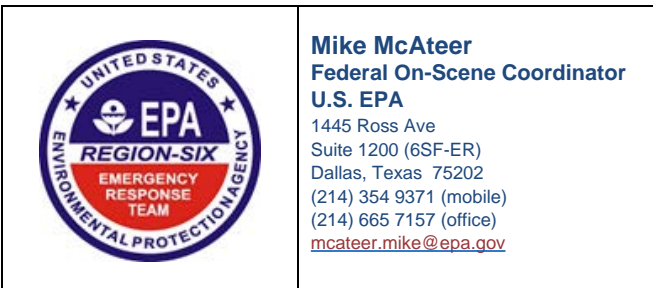 UNITED STATES
ENVIRONMENTAL PROTECTION AGENCY
EPA
REGION-SIX
EMERGENCY
RESPONSE
TEAM
Mike McAteer
Federal On-Scene Coordinator
U.S. EPA
1445 Ross Ave
Suite 1200 (6SF-ER)
Dallas, Texas  75202
(214) 354 9371 (mobile)
(214) 665 7157 (office)
mcateer.mike@epa.gov